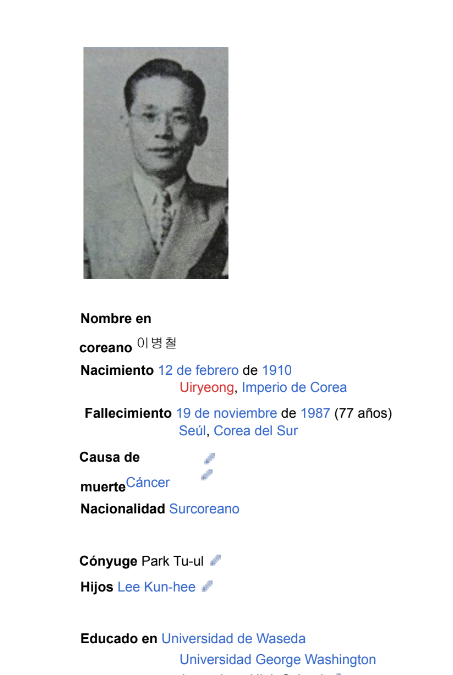 Nombre en
coreano 이병철
Nacimiento 12 de febrero de 1910
Uiryeong, Imperio de Corea
Fallecimiento 19 de noviembre de 1987 (77 años)
Seúl, Corea del Sur
Causa de
muerte Cáncer
Nacionalidad Surcoreano
Cónyuge Park Tu-ul
Hijos Lee Kun-hee
Educado en Universidad de Waseda
Universidad George Washington